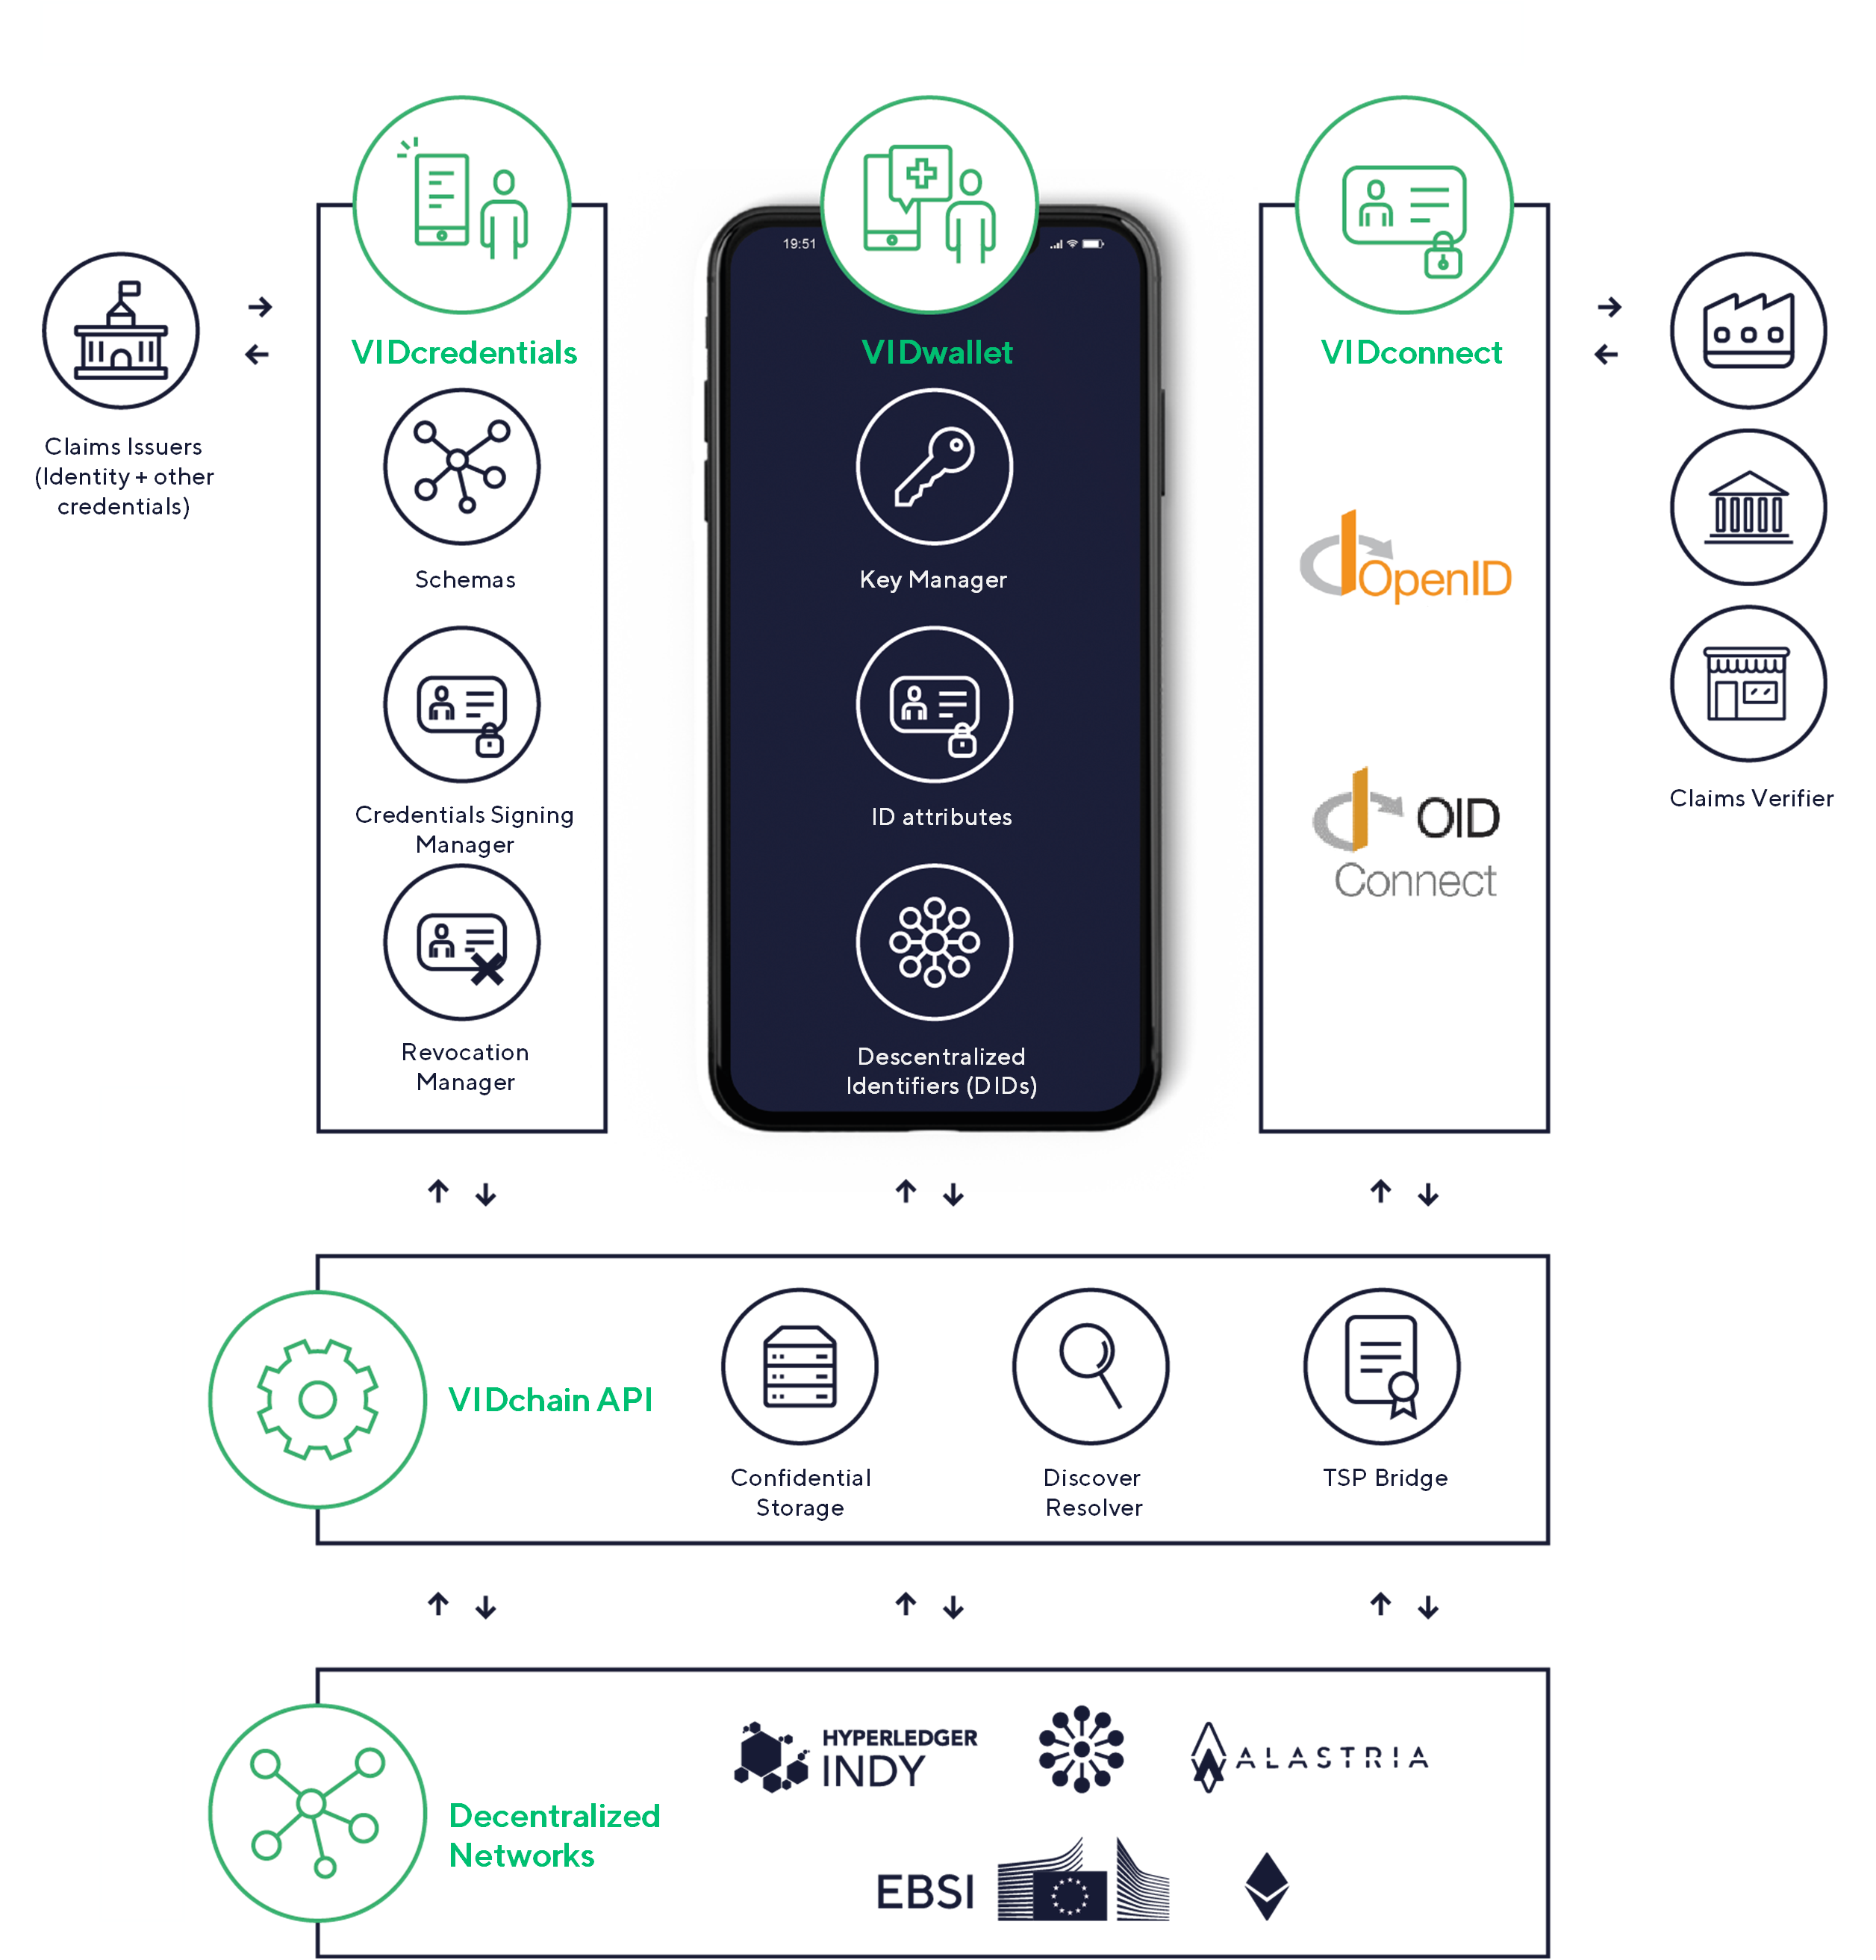 19:51
VIDcredentials
VIDwallet
VIDconnect
Claims Issuers
(Identity + other
credentials)
Schemas
Credentials Signing
Manager
Revocation
Manager
Key Manager
ID attributes
Descentralized
Identifiers (DIDs)
OpenID
OID
Connect
Claims Verifier
VIDchain API
Confidential
Storage
Discover
Resolver
TSP Bridge
Decentralized
Networks
HYPERLEDGER
INDY
ALASTRIA
EBSI